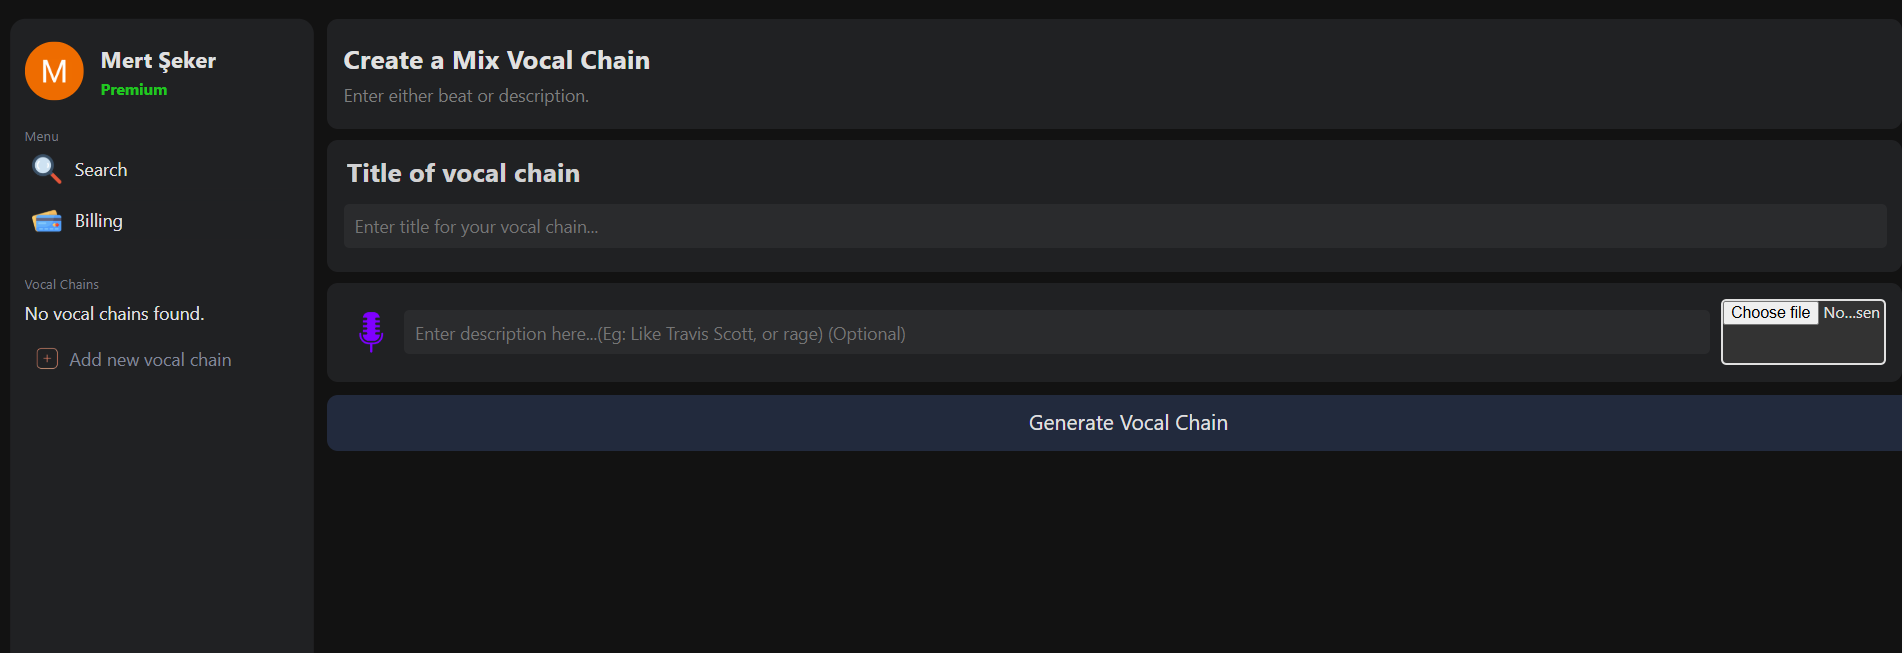 M
Mert Şeker
Premium
Menu
Search
Billing
Vocal Chains
No vocal chains found.
Add new vocal chain
Create a Mix Vocal Chain
Enter either beat or description.
Title of vocal chain
Enter title for your vocal chain...
Enter description here...(Eg: Like Travis Scott, or rage) (Optional)
Choose file No...sen
Generate Vocal Chain